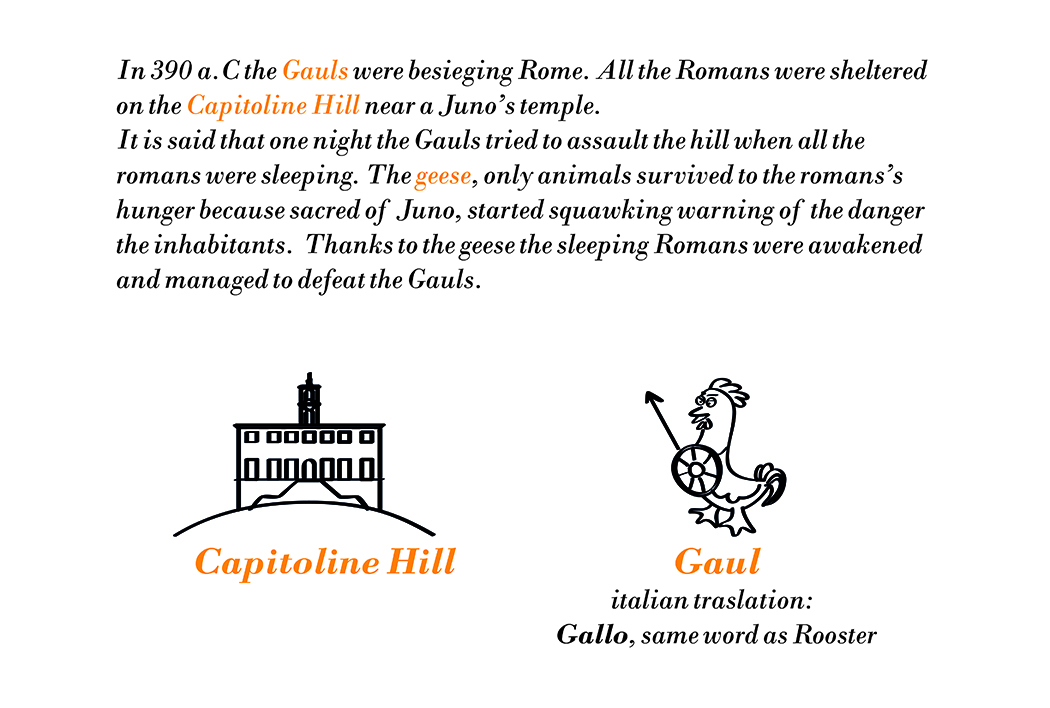 In 390 a.C the Gauls were besieging Rome. All the Romans were sheltered
on the Capitoline Hill near a Juno's temple.
It is said that one night the Gauls tried to assault the hill when all the
romans were sleeping. The geese, only animals survived to the romans's
hunger because sacred of Juno, started squawking warning of the danger
the inhabitants. Thanks to the geese the sleeping Romans were awakened
and managed to defeat the Gauls.
Capitoline Hill
Gaul
italian traslation:
Gallo, same word as Rooster